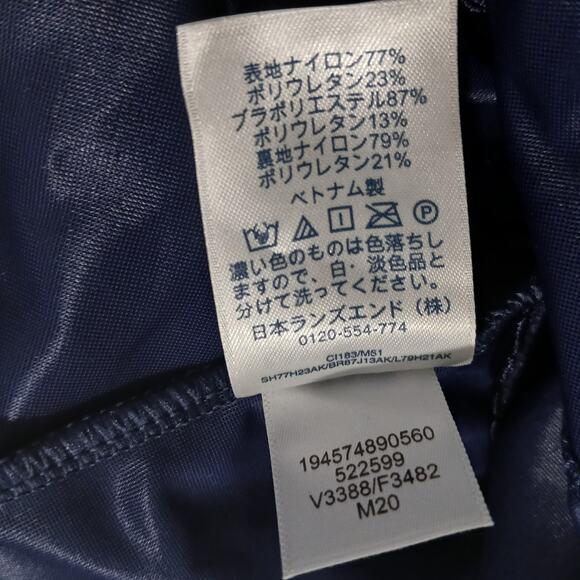 表地ナイロン77%
ポリウレタン23%
ブラポリエステル87%
ポリウレタン13%
裏地ナイロン79%
ポリウレタン21%
ベトナム製
濃い色のものは色落ちし
ますので、白・淡色品と
分けて洗ってください。
日本ランズエンド（株）
0120-554-774
CI183/M51
SH77H23AK/BR87J13AK/L79H21AK
194574890560
522599
V3388/F3482
M20